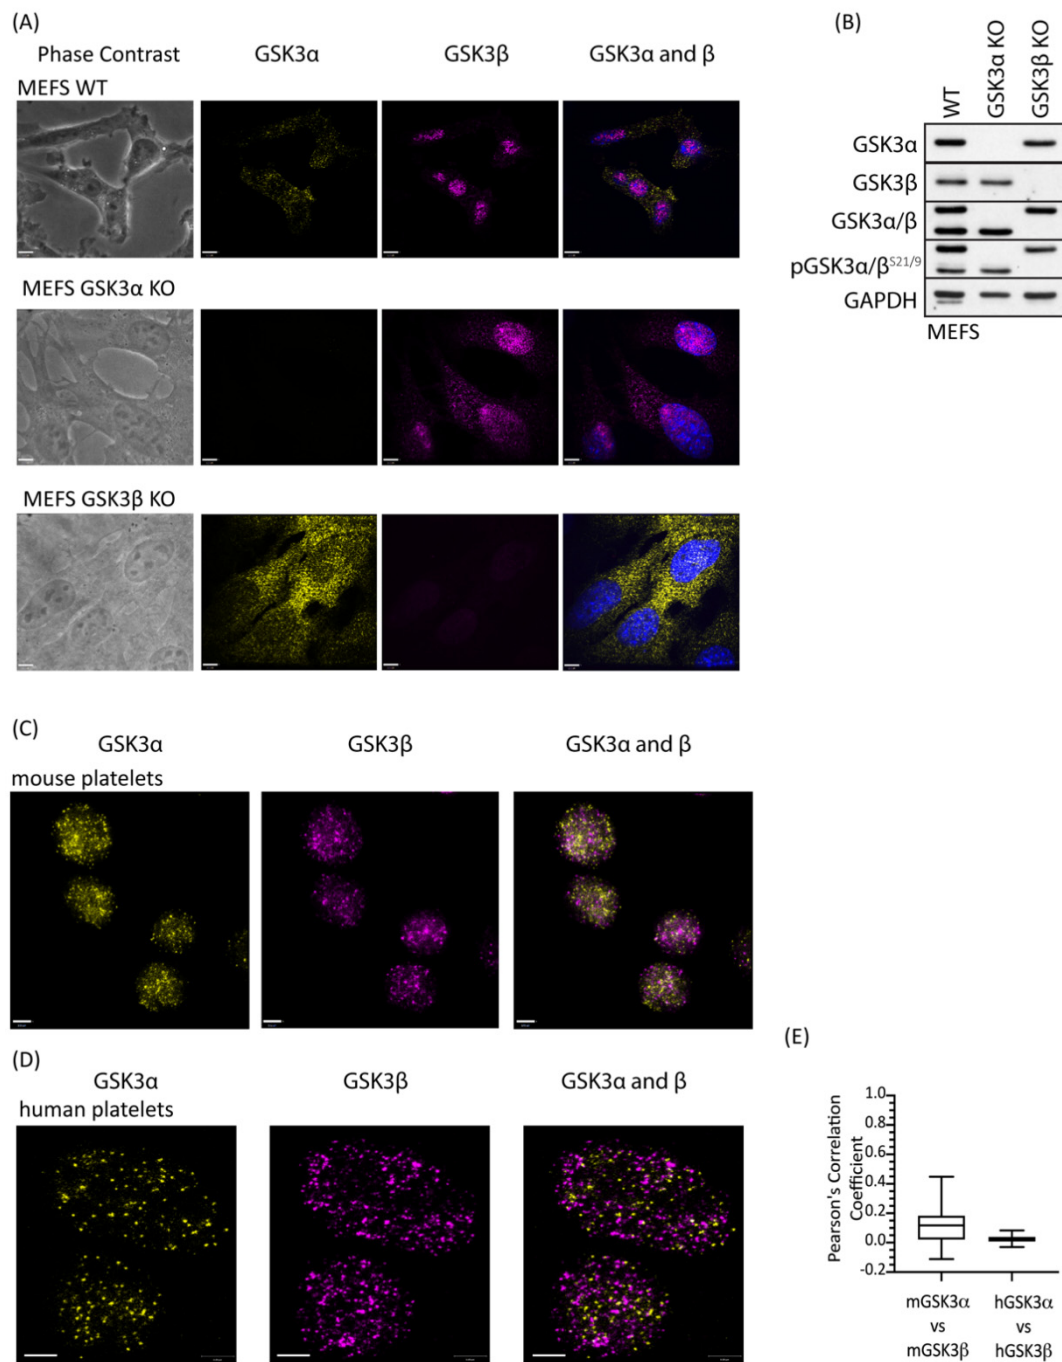 (A)
Phase Contrast GSK3α GSK3β GSK3α and β
MEFS WT
MEFS GSK3α KO
MEFS GSK3β KO
(B)
WT GSK3α KO GSK3β KO
GSK3α
GSK3β
GSK3α/β
pGSK3α/βS21/9
GAPDH
MEFS
(C)
GSK3α GSK3β GSK3α and β
mouse platelets
(D)
GSK3α GSK3β GSK3α and β
human platelets
(E)
Pearson's Correlation
Coefficient
1.0
0.8
0.6
0.4
0.2
0.0
-0.2
mGSK3α hGSK3α
vs vs
mGSK3β hGSK3β